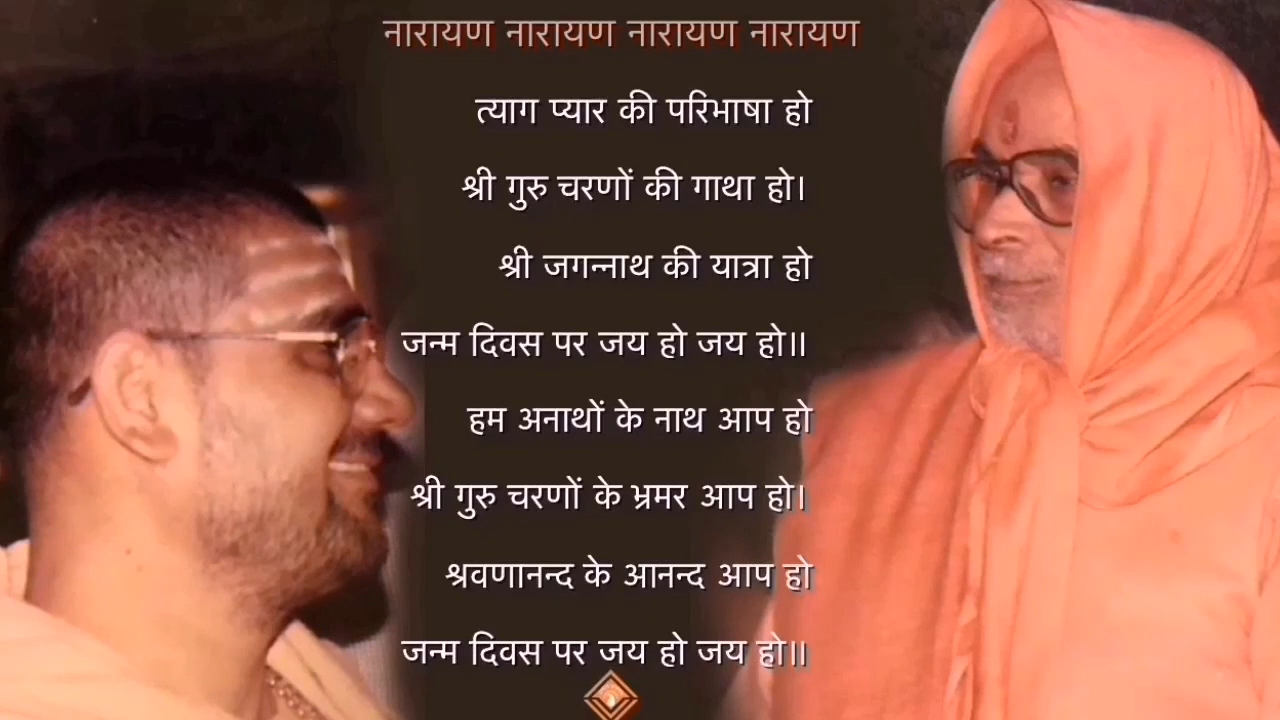 नारायण नारायण नारायण नारायण
त्याग प्यार की परिभाषा हो
श्री गुरु चरणों की गाथा हो।
श्री जगन्नाथ की यात्रा हो
जन्म दिवस पर जय हो जय हो॥
हम अनाथों के नाथ आप हो
श्री गुरु चरणों के भ्रमर आप हो।
श्रवणानन्द के आनन्द आप हो
जन्म दिवस पर जय हो जय हो॥